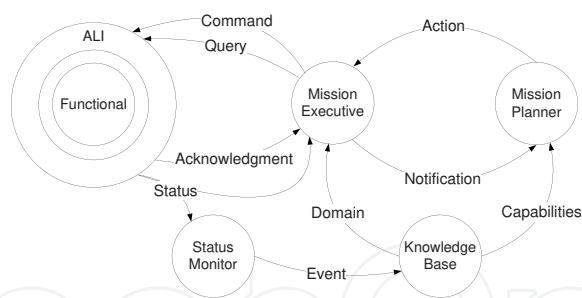 Command
Action
ALI
Query
Functional
Mission
Executive
Mission
Planner
Acknowledgment
Notification
Status
Domain
Capabilities
Status
Monitor
Knowledge
Base
Event